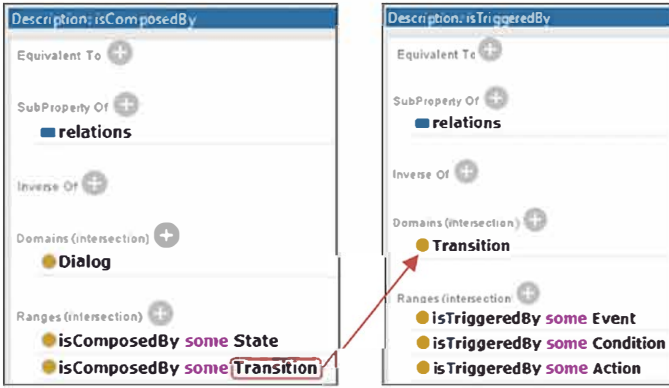 Description: isComposedBy
Equivalent To
SubProperty Of
relations
Inverse Of
Domains (intersection)
Dialog
Ranges (intersection)
isComposedBy some State
isComposedBy some Transition
Description: isTriggeredBy
Equivalent To
SubProperty Of
relations
Inverse Of
Domains (intersection)
Transition
Ranges (intersection
isTriggeredBy some Event
isTriggeredBy some Condition
isTriggeredBy some Action